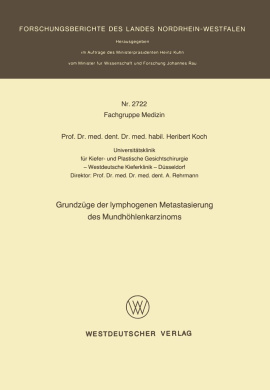 FORSCHUNGSBERICHTE DES LANDES NORDRHEIN-WESTFALEN
Herausgegeben
im Auftrage des Ministerpräsidenten Heinz Kühn
vom Minister für Wissenschaft und Forschung Johannes Rau
Nr. 2722
Fachgruppe Medizin
Prof. Dr. med. dent. Dr. med. habil. Heribert Koch
Universitätsklinik
für Kiefer- und Plastische Gesichtschirurgie
– Westdeutsche Kieferklinik – Düsseldorf
Direktor: Prof. Dr. med. Dr. med. dent. A. Rehrmann
Grundzüge der lymphogenen Metastasierung
des Mundhöhlenkarzinoms
WESTDEUTSCHER VERLAG